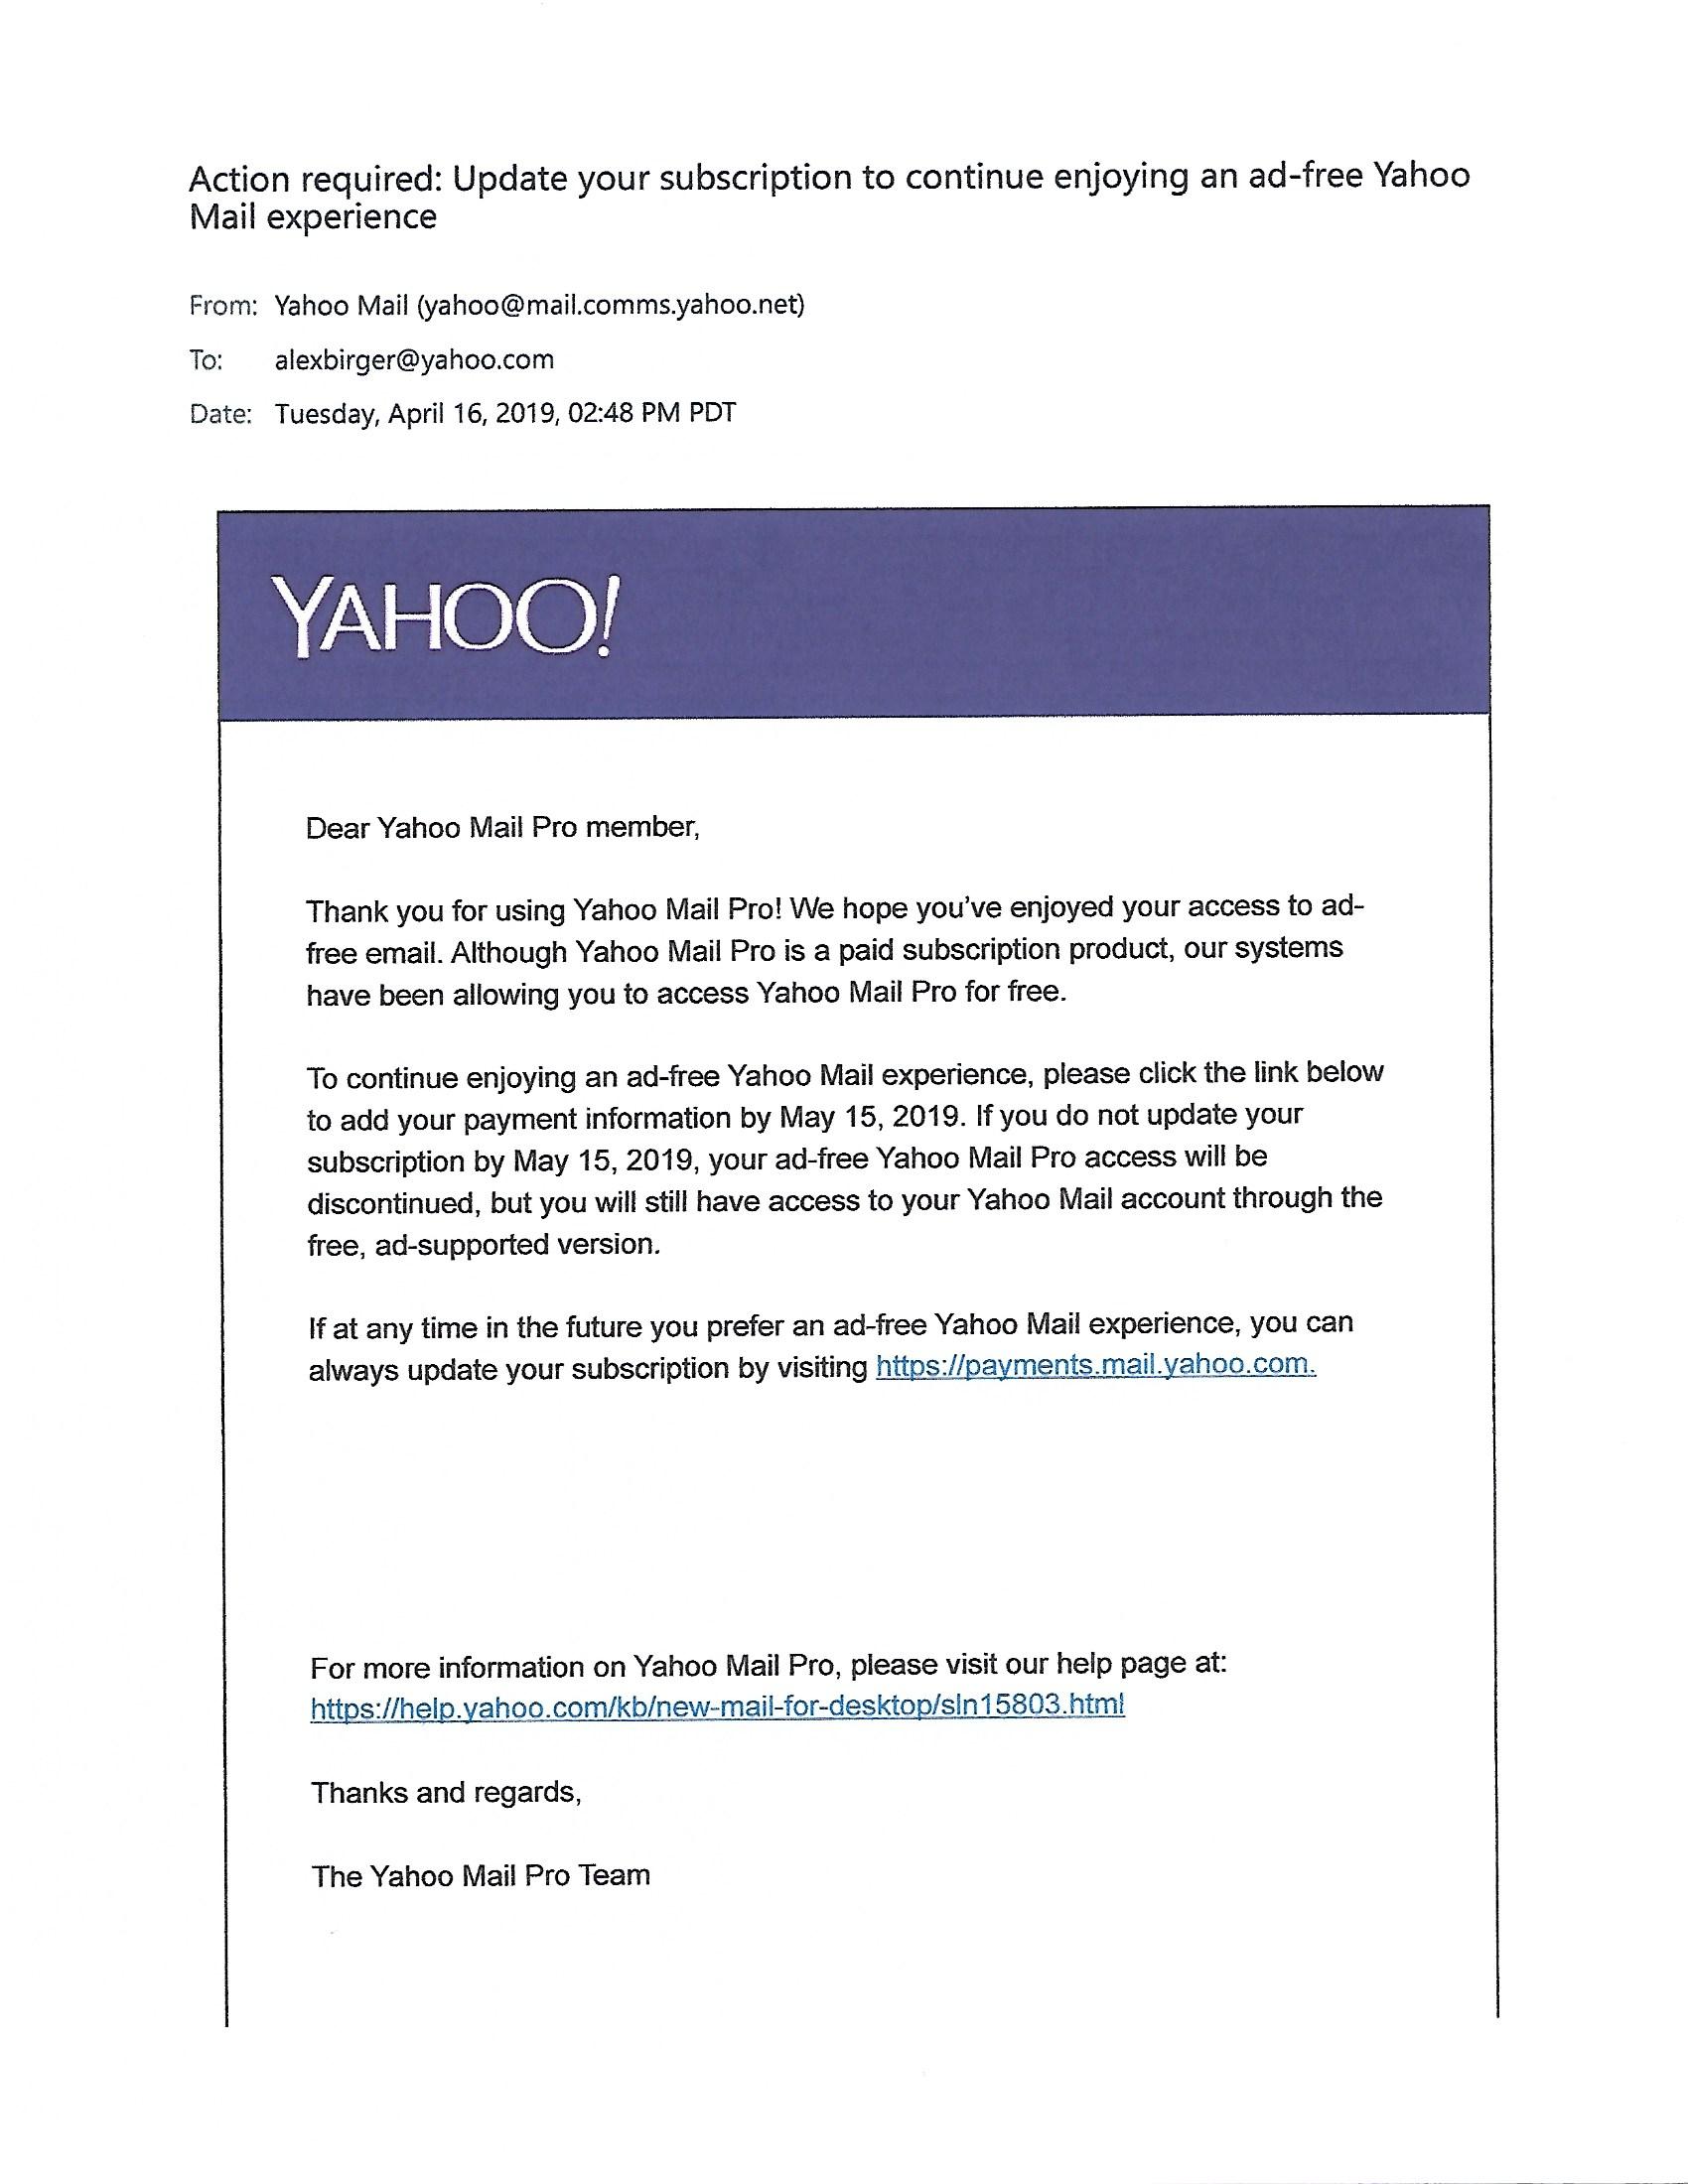 Action required: Update your subscription to continue enjoying an ad-free Yahoo
Mail experience
From: Yahoo Mail (yahoo@mail.comms.yahoo.net)
To: alexbirger@yahoo.com
Date: Tuesday, April 16, 2019, 02:48 PM PDT
YAHOO!
Dear Yahoo Mail Pro member,
Thank you for using Yahoo Mail Pro! We hope you've enjoyed your access to ad-
free email. Although Yahoo Mail Pro is a paid subscription product, our systems
have been allowing you to access Yahoo Mail Pro for free.
To continue enjoying an ad-free Yahoo Mail experience, please click the link below
to add your payment information by May 15, 2019. If you do not update your
subscription by May 15, 2019, your ad-free Yahoo Mail Pro access will be
discontinued, but you will still have access to your Yahoo Mail account through the
free, ad-supported version.
If at any time in the future you prefer an ad-free Yahoo Mail experience, you can
always update your subscription by visiting https://payments.mail.yahoo.com.
For more information on Yahoo Mail Pro, please visit our help page at:
https://help.yahoo.com/kb/new-mail-for-desktop/sln15803.html
Thanks and regards,
The Yahoo Mail Pro Team